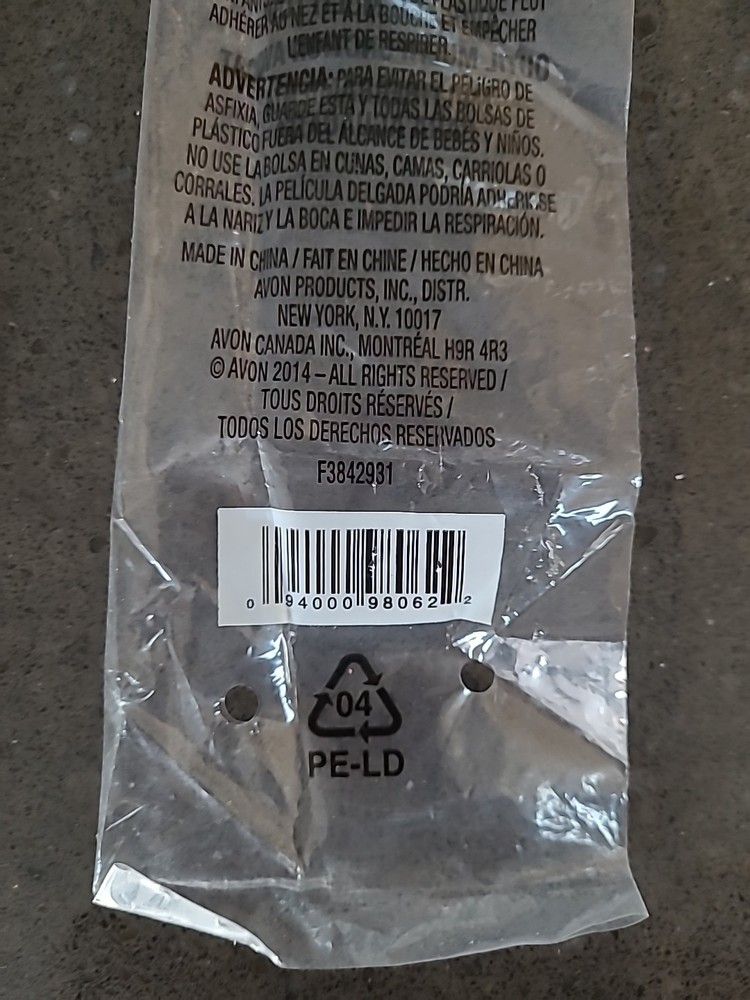 PLASTIQUE PEUT
ADHÉRER AU NEZ ET À LA BOUCHE ET EMPÊCHER
L'ENFANT DE RESPIRER.
ADVERTENCIA: PARA EVITAR EL PELIGRO DE
ASFIXIA, GUARDE ESTA Y TODAS LAS BOLSAS DE
PLÁSTICO FUERA DEL ALCANCE DE BEBÉS Y NIÑOS.
NO USE LA BOLSA EN CUNAS, CAMAS, CARRIOLAS O
CORRALES. LA PELÍCULA DELGADA PODRÍA ADHERIRSE
A LA NARIZ Y LA BOCA E IMPEDIR LA RESPIRACIÓN.
MADE IN CHINA / FAIT EN CHINE / HECHO EN CHINA
AVON PRODUCTS, INC., DISTR.
NEW YORK, N.Y. 10017
AVON CANADA INC., MONTRÉAL H9R 4R3
© AVON 2014 – ALL RIGHTS RESERVED /
TOUS DROITS RÉSERVÉS /
TODOS LOS DERECHOS RESERVADOS
F3842931
0 94000 98062 2
04
PE-LD